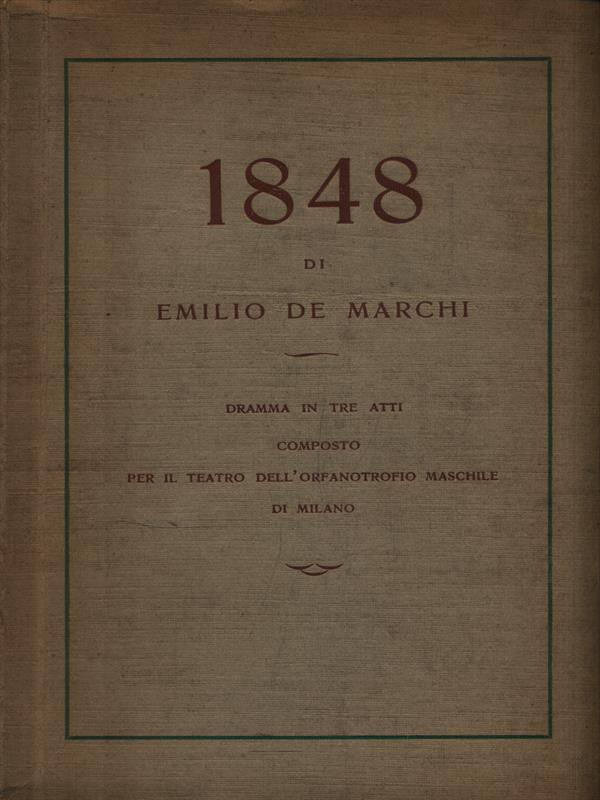 1848
DI
EMILIO DE MARCHI
DRAMMA IN TRE ATTI
COMPOSTO
PER IL TEATRO DELL'ORFANOTROFIO MASCHILE
DI MILANO